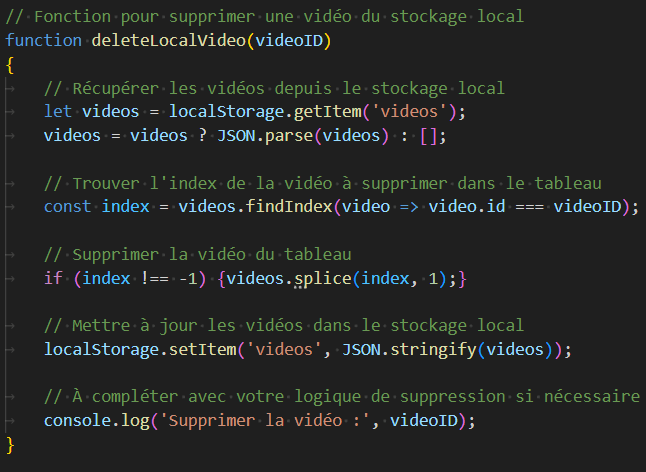 // Fonction pour supprimer une vidéo du stockage local
function deleteLocalVideo(videoID)
{
    // Récupérer les vidéos depuis le stockage local
    let videos = localStorage.getItem('videos');
    videos = videos ? JSON.parse(videos) : [];

    // Trouver l'index de la vidéo à supprimer dans le tableau
    const index = videos.findIndex(video => video.id === videoID);

    // Supprimer la vidéo du tableau
    if (index !== -1) {videos.splice(index, 1);}

    // Mettre à jour les vidéos dans le stockage local
    localStorage.setItem('videos', JSON.stringify(videos));

    // À compléter avec votre logique de suppression si nécessaire
    console.log('Supprimer la vidéo :', videoID);
}